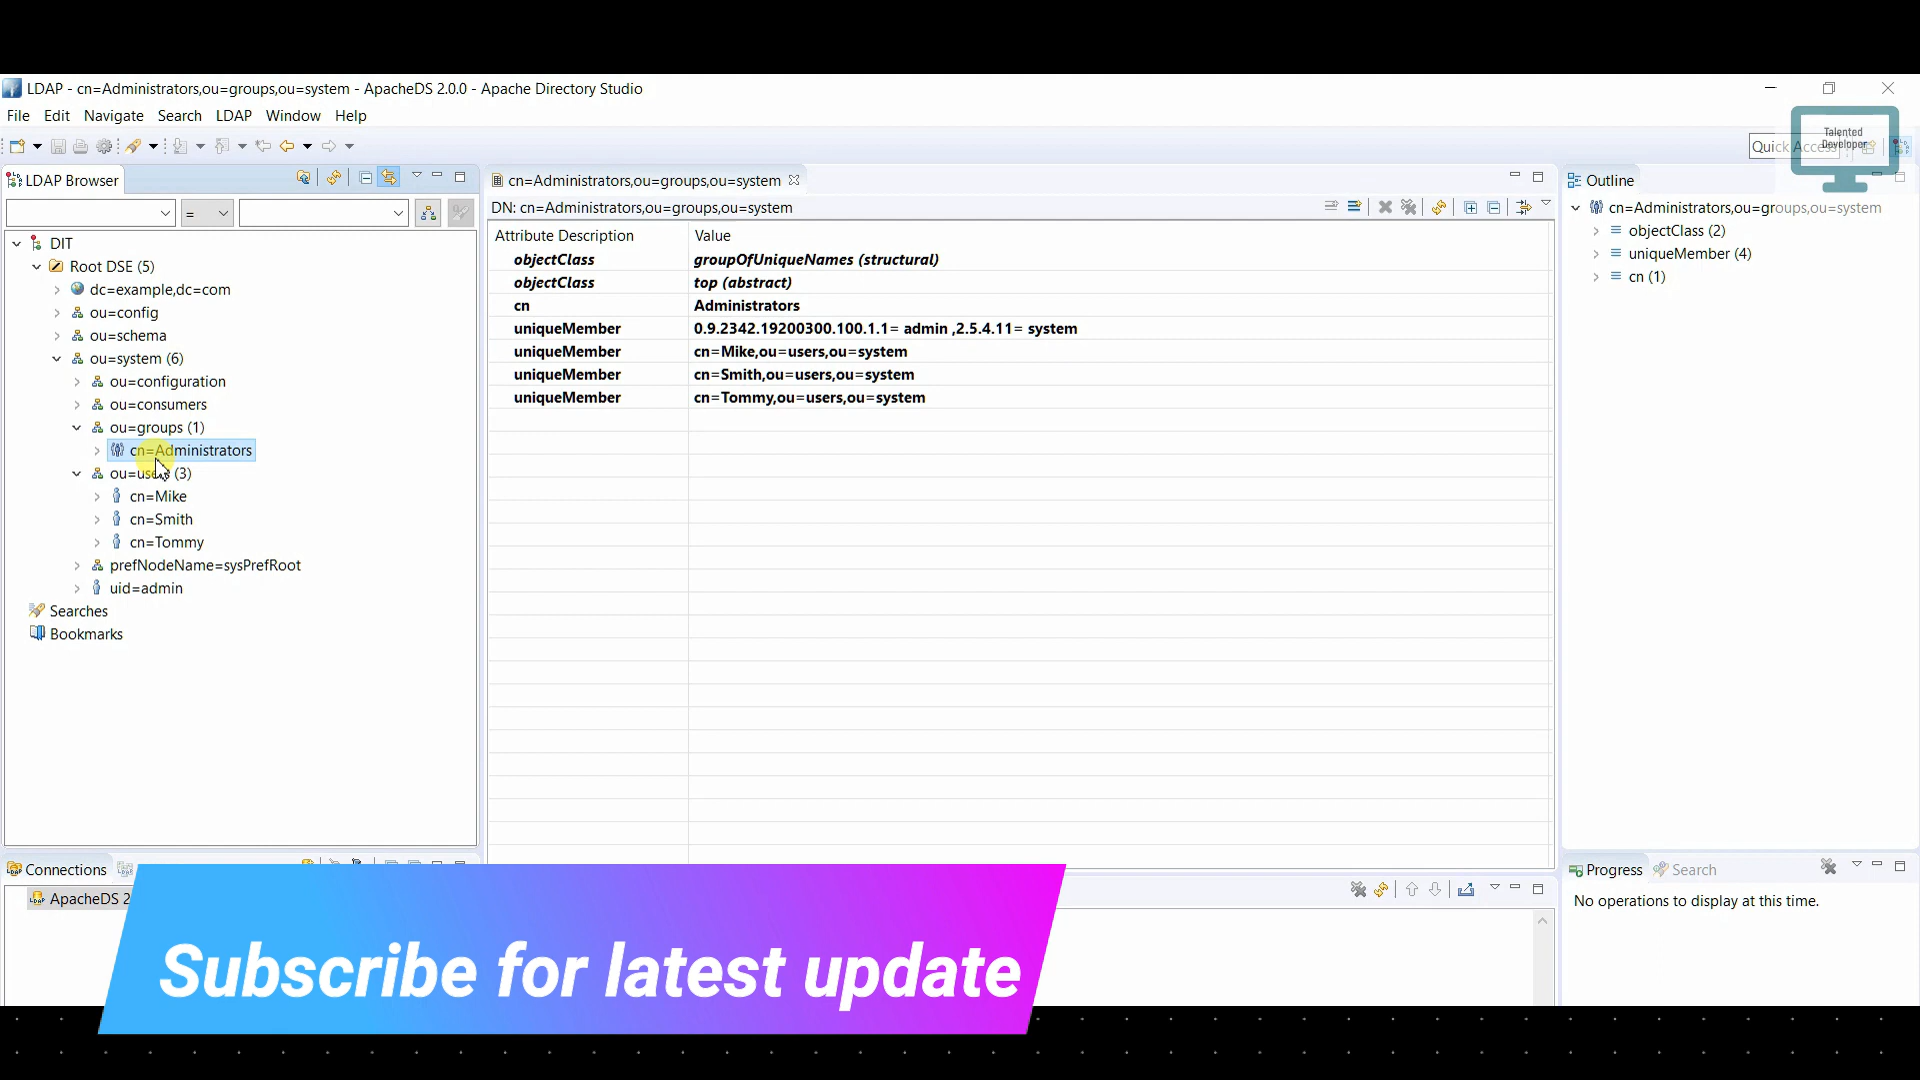 LDAP - cn=Administrators,ou=groups,ou=system - ApacheDS 2.0.0 - Apache Directory Studio
File Edit Navigate Search LDAP Window Help
Talented
Developer
Quick Access
LDAP Browser
=
DIT
Root DSE (5)
dc=example,dc=com
ou=config
ou=schema
ou=system (6)
ou=configuration
ou=consumers
ou=groups (1)
cn=Administrators
ou=users (3)
cn=Mike
cn=Smith
cn=Tommy
prefNodeName=sysPrefRoot
uid=admin
Searches
Bookmarks
cn=Administrators,ou=groups,ou=system
DN: cn=Administrators,ou=groups,ou=system
Attribute Description Value
objectClass groupOfUniqueNames (structural)
objectClass top (abstract)
cn Administrators
uniqueMember 0.9.2342.19200300.100.1.1= admin ,2.5.4.11= system
uniqueMember cn=Mike,ou=users,ou=system
uniqueMember cn=Smith,ou=users,ou=system
uniqueMember cn=Tommy,ou=users,ou=system
Outline
cn=Administrators,ou=groups,ou=system
objectClass (2)
uniqueMember (4)
cn (1)
Connections
ApacheDS 2
Progress Search
No operations to display at this time.
Subscribe for latest update